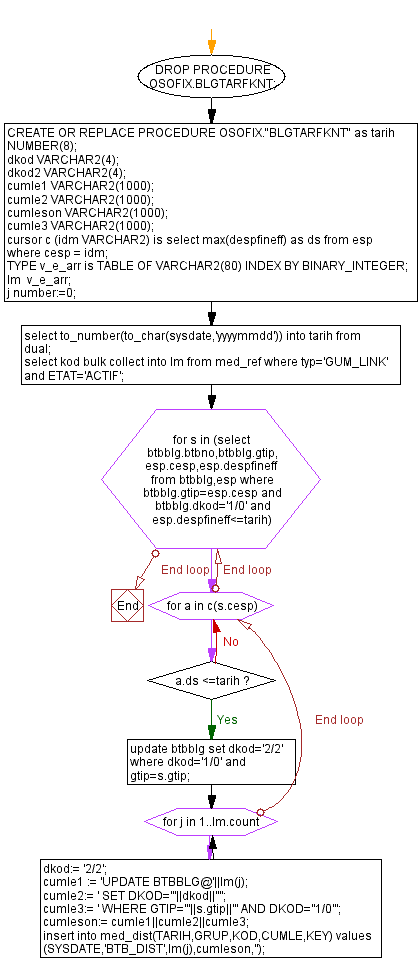 DROP PROCEDURE
OSOFIX.BLGTARFKNT;
CREATE OR REPLACE PROCEDURE OSOFIX."BLGTARFKNT" as tarih
NUMBER(8);
dkod VARCHAR2(4);
dkod2 VARCHAR2(4);
cumle1 VARCHAR2(1000);
cumle2 VARCHAR2(1000);
cumleson VARCHAR2(1000);
cumle3 VARCHAR2(1000);
cursor c (idm VARCHAR2) is select max(despfineff) as ds from esp
where cesp = idm;
TYPE v_e_arr is TABLE OF VARCHAR2(80) INDEX BY BINARY_INTEGER;
lm  v_e_arr;
j number:=0;
select to_number(to_char(sysdate,'yyyymmdd')) into tarih from
dual;
select kod bulk collect into lm from med_ref where typ='GUM_LINK'
and ETAT='ACTIF';
for s in (select
btbblg.btbno,btbblg.gtip,
esp.cesp,esp.despfineff
from btbblg,esp where
btbblg.gtip=esp.cesp and
btbblg.dkod='1/0' and
esp.despfineff<=tarih)
End loop
End loop
End
for a in c(s.cesp)
No
a.ds <=tarih ?
Yes
End loop
update btbblg set dkod='2/2'
where dkod='1/0' and
gtip=s.gtip;
for j in 1..lm.count
dkod:= '2/2';
cumle1 := 'UPDATE BTBBLG@'||lm(j);
cumle2:= ' SET DKOD='''||dkod||'''';
cumle3:= ' WHERE GTIP='''||s.gtip||''' AND DKOD=''1/0''';
cumleson:= cumle1||cumle2||cumle3;
insert into med_dist(TARIH,GRUP,KOD,CUMLE,KEY) values
(SYSDATE,'BTB_DIST',lm(j),cumleson,'');